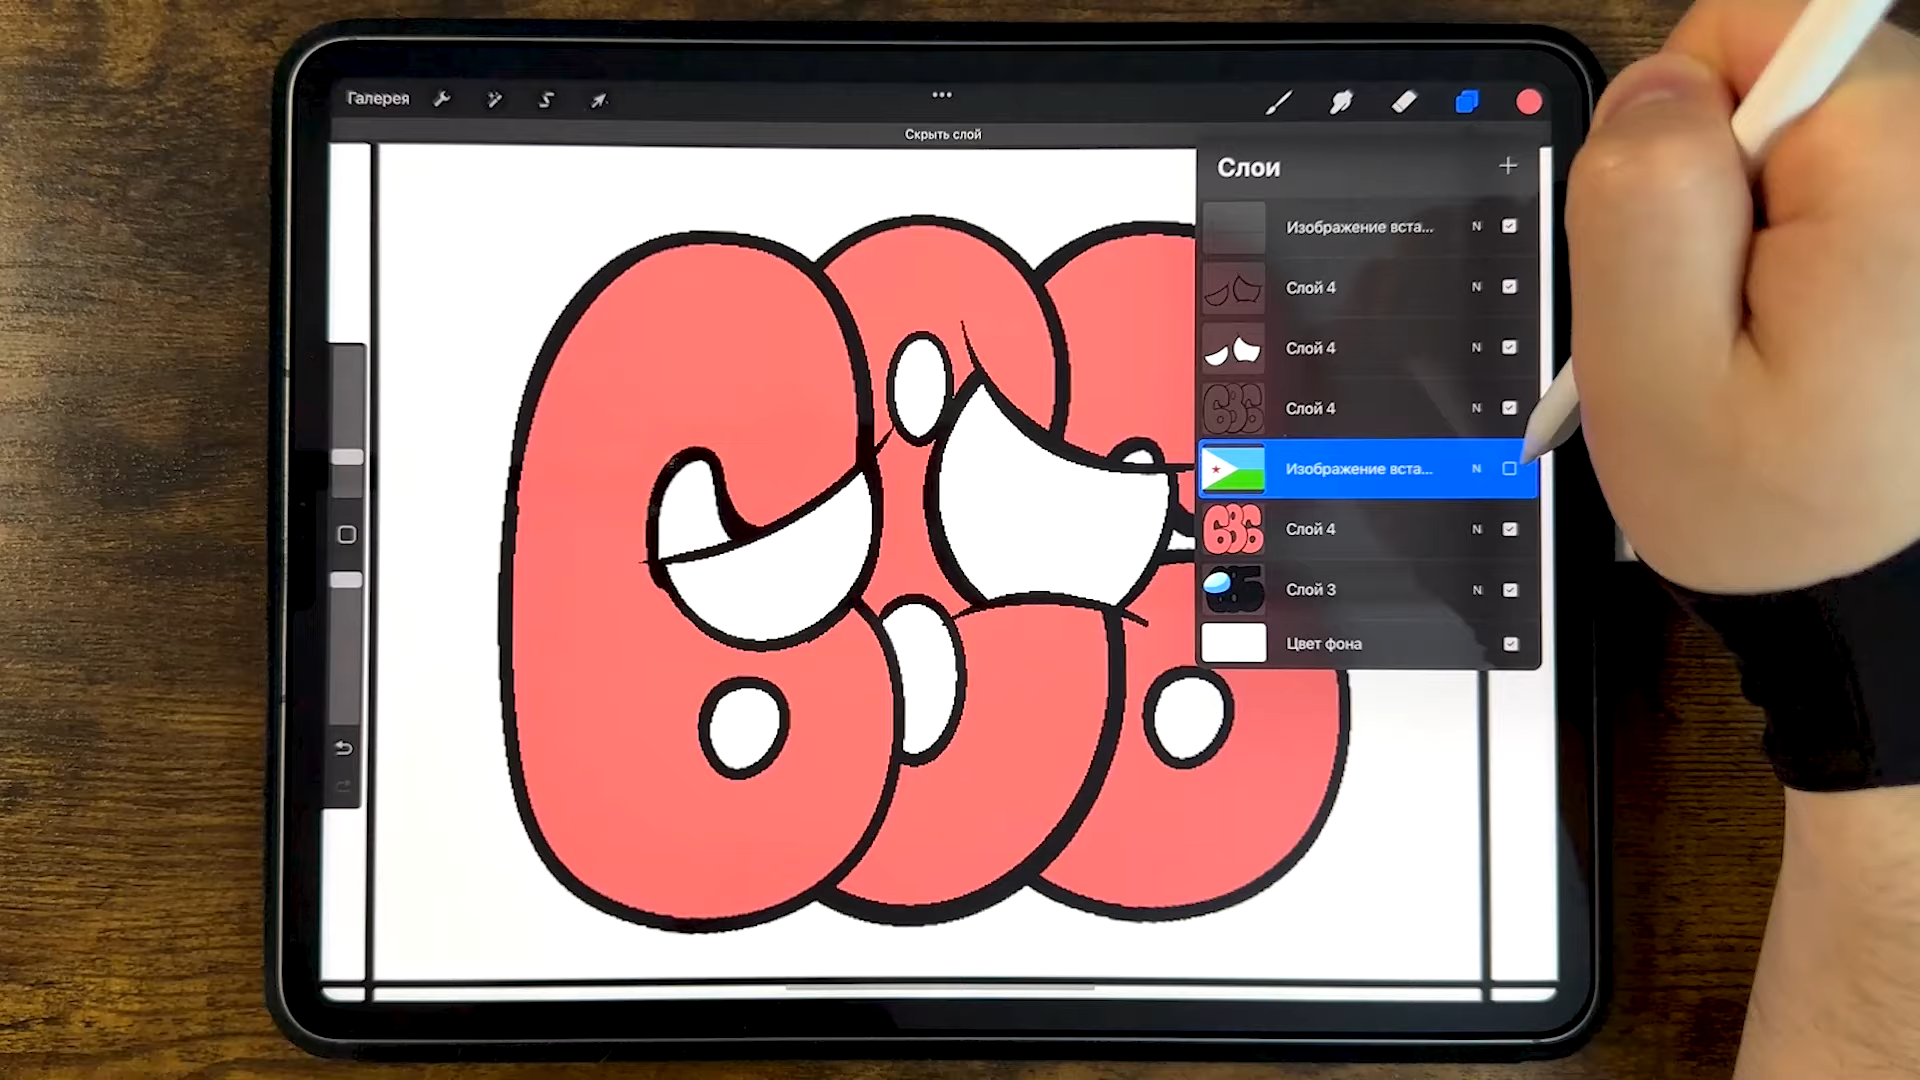 Галерея
Скрыть слой
Слои
Изображение вста... N
Слой 4 N
Слой 4 N
Слой 4 N
Изображение вста... N
Слой 4 N
Слой 3 N
Цвет фона